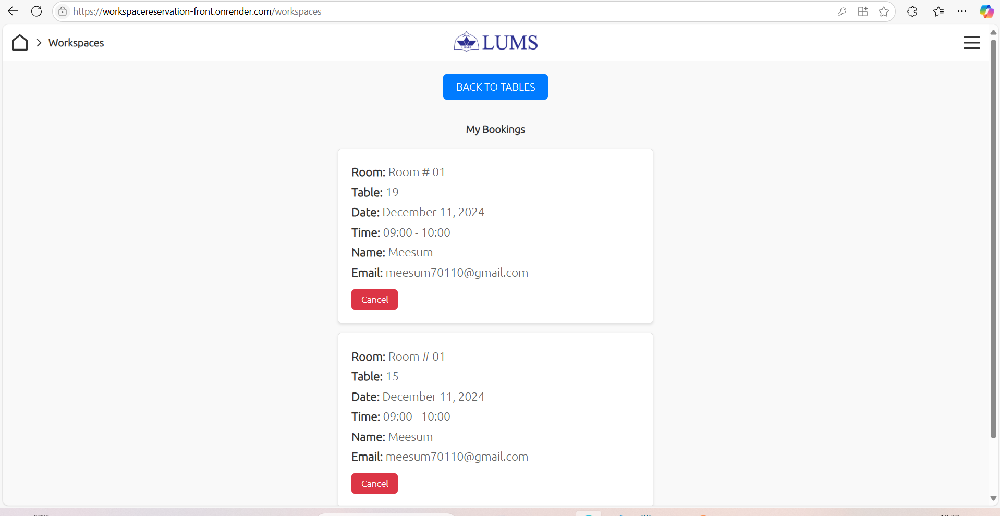 https://workspacereservation-front.onrender.com/workspaces
Workspaces
LUMS
LUMS
BACK TO TABLES
My Bookings
Room: Room # 01
Table: 19
Date: December 11, 2024
Time: 09:00 - 10:00
Name: Meesum
Email: meesum70110@gmail.com
Cancel
Room: Room # 01
Table: 15
Date: December 11, 2024
Time: 09:00 - 10:00
Name: Meesum
Email: meesum70110@gmail.com
Cancel